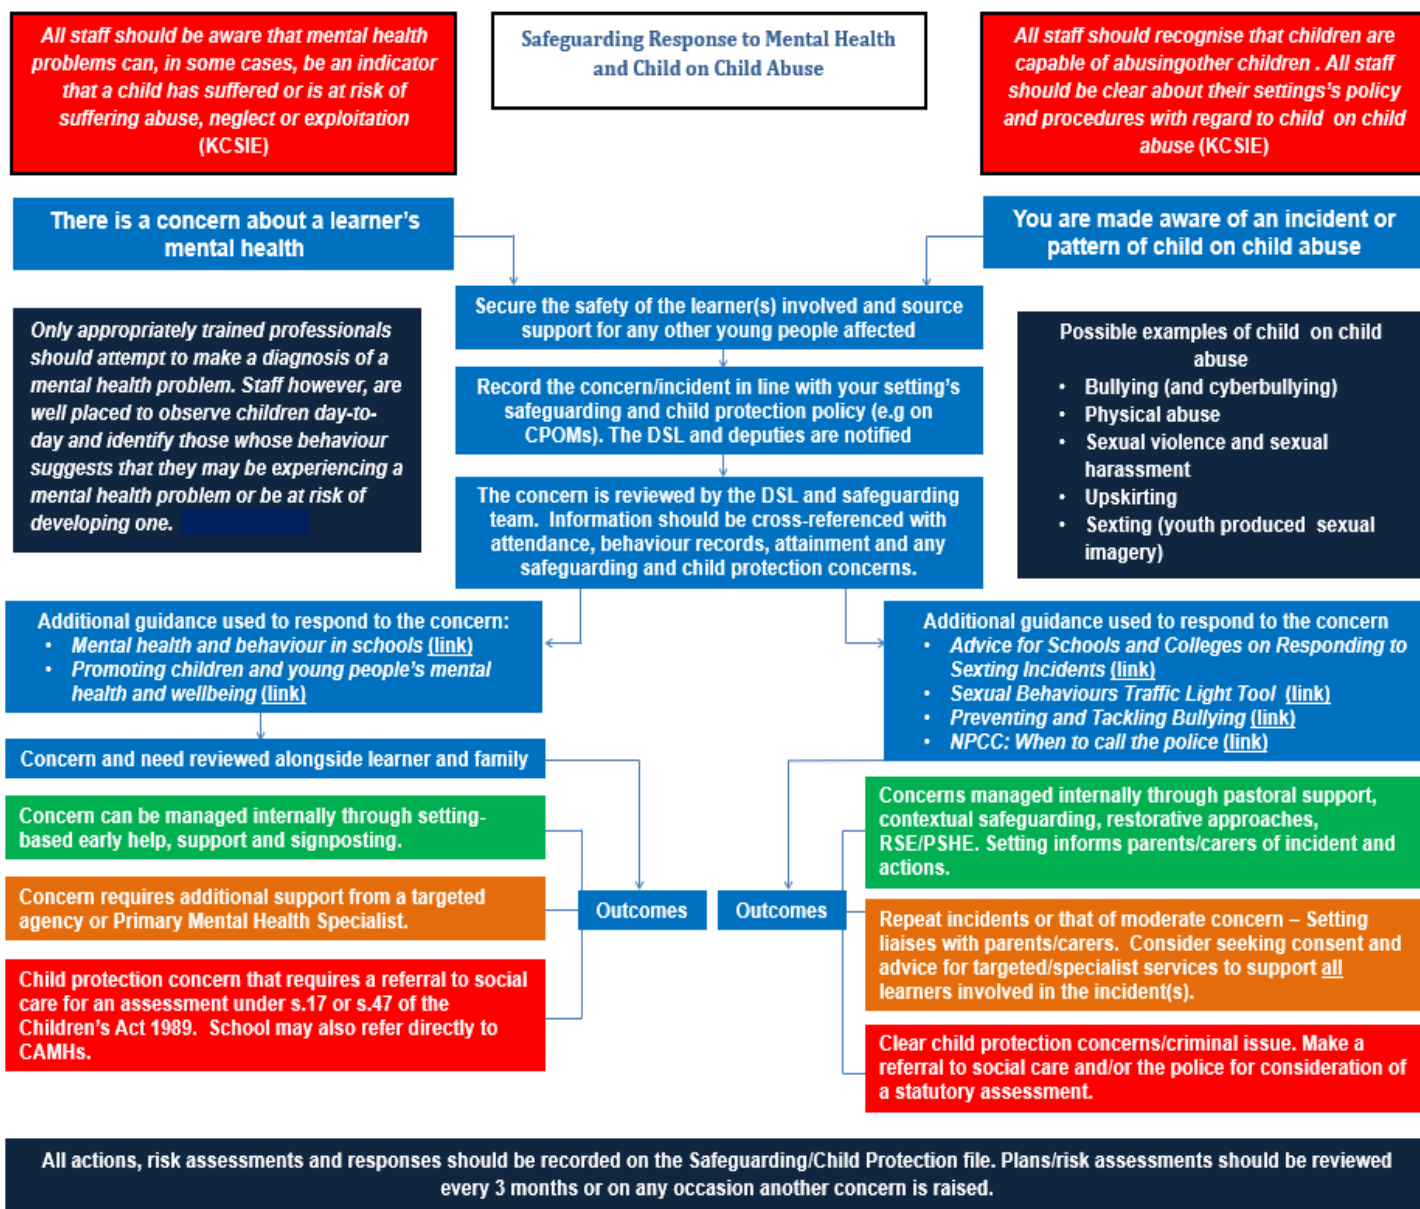 All staff should be aware that mental health
problems can, in some cases, be an indicator
that a child has suffered or is at risk of
suffering abuse, neglect or exploitation
(KCSIE)
Safeguarding Response to Mental Health
and Child on Child Abuse
All staff should recognise that children are
capable of abusingother children . All staff
should be clear about their settings's policy
and procedures with regard to child on child
abuse (KCSIE)
There is a concern about a learner's
mental health
You are made aware of an incident or
pattern of child on child abuse
Secure the safety of the learner(s) involved and source
support for any other young people affected
Only appropriately trained professionals
should attempt to make a diagnosis of a
mental health problem. Staff however, are
well placed to observe children day-to-
day and identify those whose behaviour
suggests that they may be experiencing a
mental health problem or be at risk of
developing one.
Record the concern/incident in line with your setting's
safeguarding and child protection policy (e.g on
CPOMs). The DSL and deputies are notified
Possible examples of child on child
abuse
• Bullying (and cyberbullying)
• Physical abuse
• Sexual violence and sexual
harassment
• Upskirting
• Sexting (youth produced sexual
imagery)
The concern is reviewed by the DSL and safeguarding
team. Information should be cross-referenced with
attendance, behaviour records, attainment and any
safeguarding and child protection concerns.
Additional guidance used to respond to the concern:
• Mental health and behaviour in schools (link)
• Promoting children and young people's mental
health and wellbeing (link)
Additional guidance used to respond to the concern
• Advice for Schools and Colleges on Responding to
Sexting Incidents (link)
• Sexual Behaviours Traffic Light Tool (link)
• Preventing and Tackling Bullying (link)
• NPCC: When to call the police (link)
Concern and need reviewed alongside learner and family
Concern can be managed internally through setting-
based early help, support and signposting.
Concern requires additional support from a targeted
agency or Primary Mental Health Specialist.
Child protection concern that requires a referral to social
care for an assessment under s.17 or s.47 of the
Children's Act 1989. School may also refer directly to
CAMHs.
Outcomes
Outcomes
Concerns managed internally through pastoral support,
contextual safeguarding, restorative approaches,
RSE/PSHE. Setting informs parents/carers of incident and
actions.
Repeat incidents or that of moderate concern – Setting
liaises with parents/carers. Consider seeking consent and
advice for targeted/specialist services to support all
learners involved in the incident(s).
Clear child protection concerns/criminal issue. Make a
referral to social care and/or the police for consideration of
a statutory assessment.
All actions, risk assessments and responses should be recorded on the Safeguarding/Child Protection file. Plans/risk assessments should be reviewed
every 3 months or on any occasion another concern is raised.